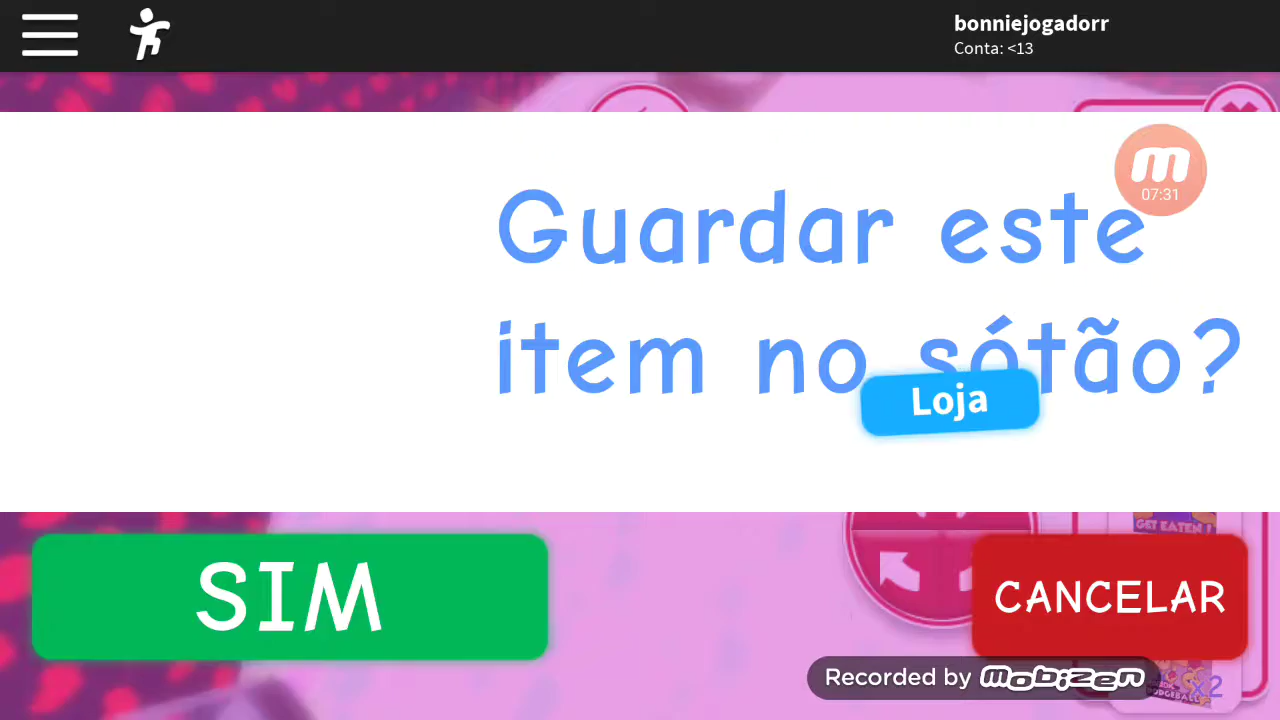 bonniejogadorr
Conta: <13
07:31
Guardar este
item no sótão?
Loja
GET EATEN!
SIM
CANCELAR
Recorded by mobizen
DODGEBALL
x2